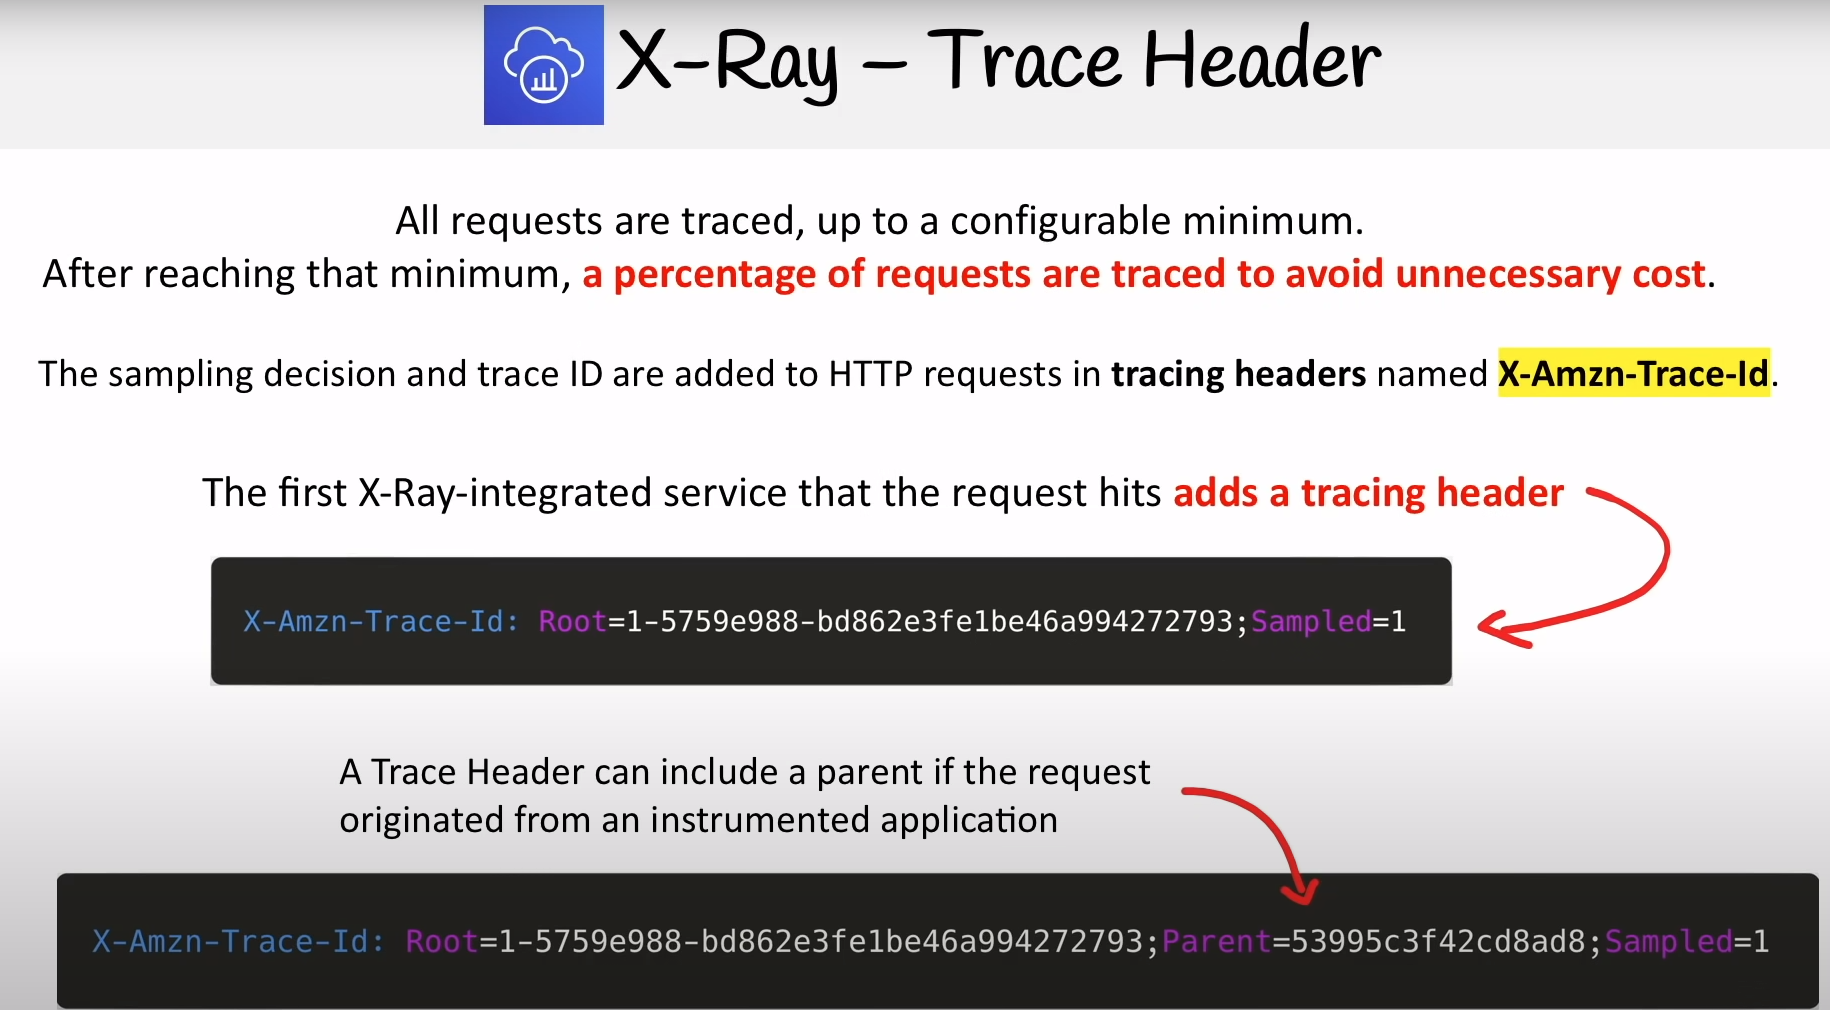 X-Ray – Trace Header
All requests are traced, up to a configurable minimum.
After reaching that minimum, a percentage of requests are traced to avoid unnecessary cost.
The sampling decision and trace ID are added to HTTP requests in tracing headers named X-Amzn-Trace-Id.
The first X-Ray-integrated service that the request hits adds a tracing header
X-Amzn-Trace-Id: Root=1-5759e988-bd862e3fe1be46a994272793;Sampled=1
A Trace Header can include a parent if the request
originated from an instrumented application
X-Amzn-Trace-Id: Root=1-5759e988-bd862e3fe1be46a994272793;Parent=53995c3f42cd8ad8;Sampled=1